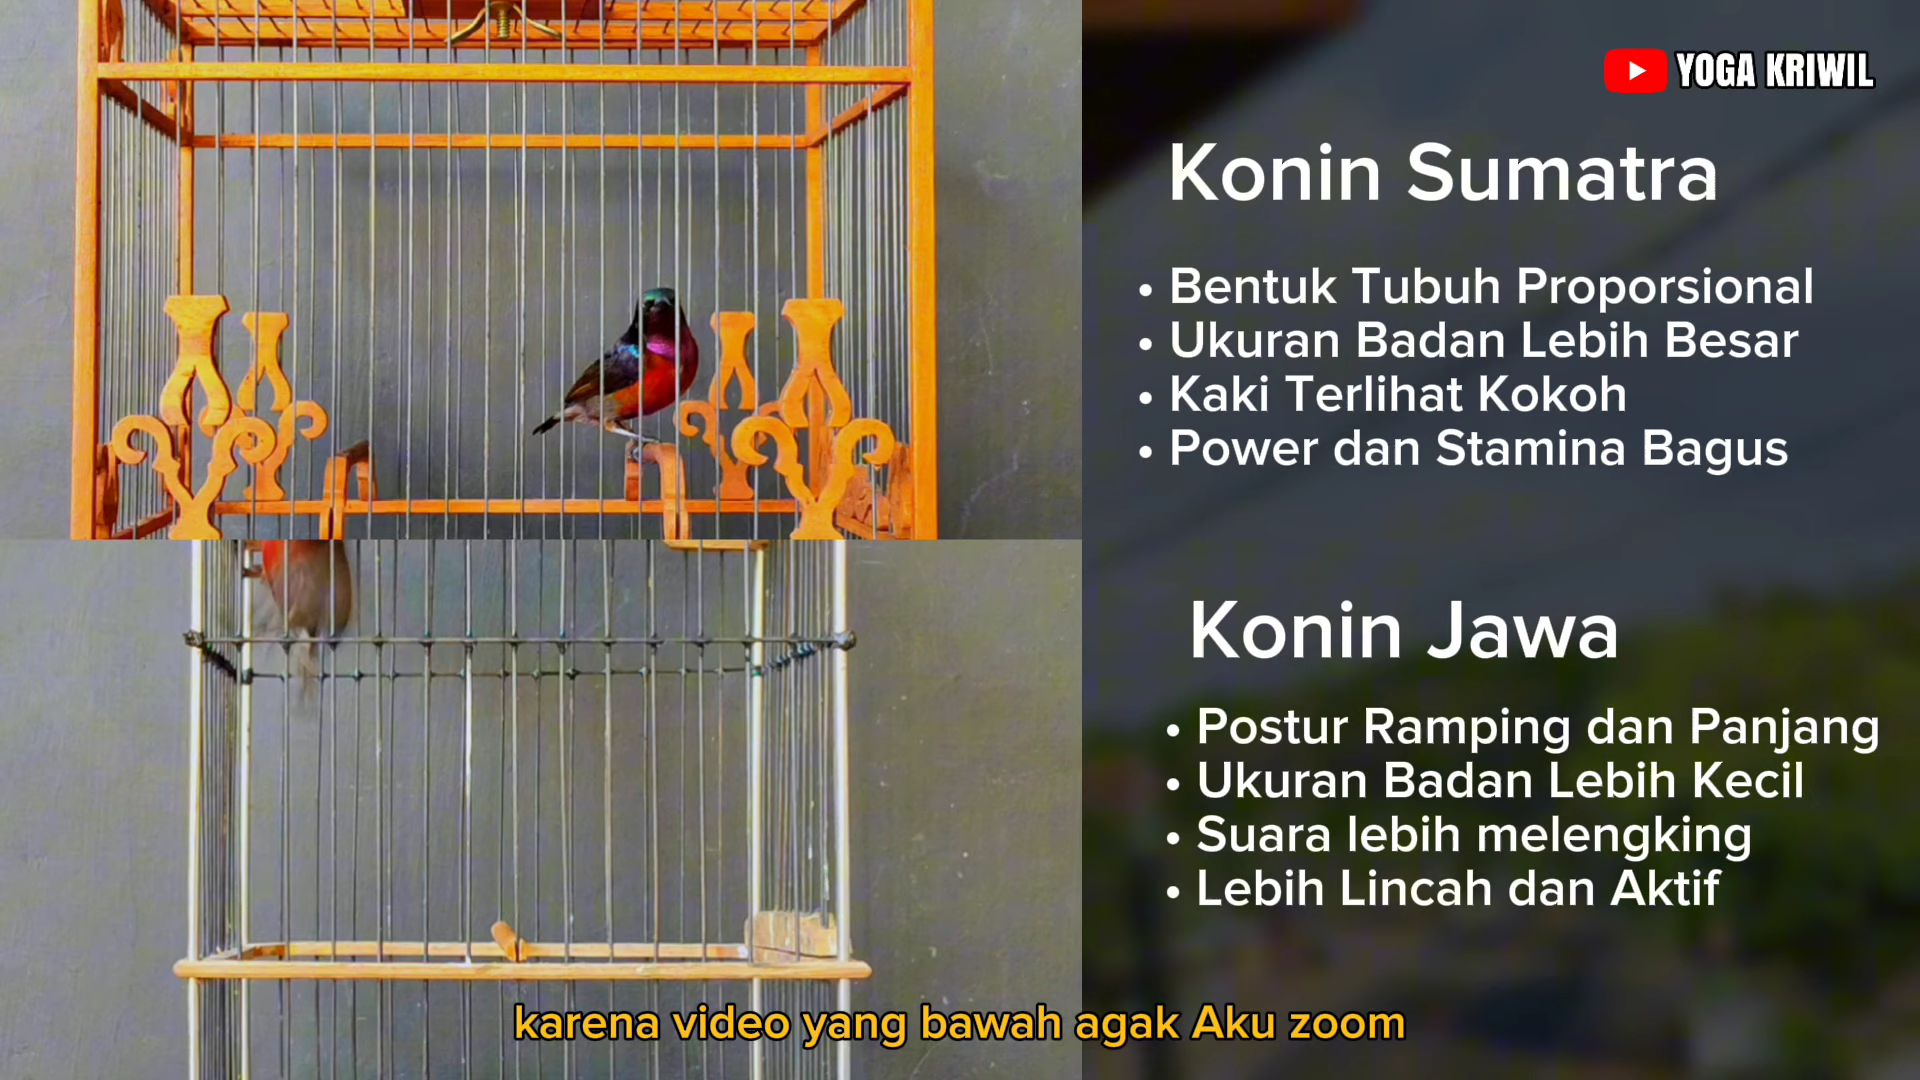 YOGA KRIWIL
Konin Sumatra
• Bentuk Tubuh Proporsional
• Ukuran Badan Lebih Besar
• Kaki Terlihat Kokoh
• Power dan Stamina Bagus
Konin Jawa
• Postur Ramping dan Panjang
• Ukuran Badan Lebih Kecil
• Suara lebih melengking
• Lebih Lincah dan Aktif
karena video yang bawah agak Aku zoom